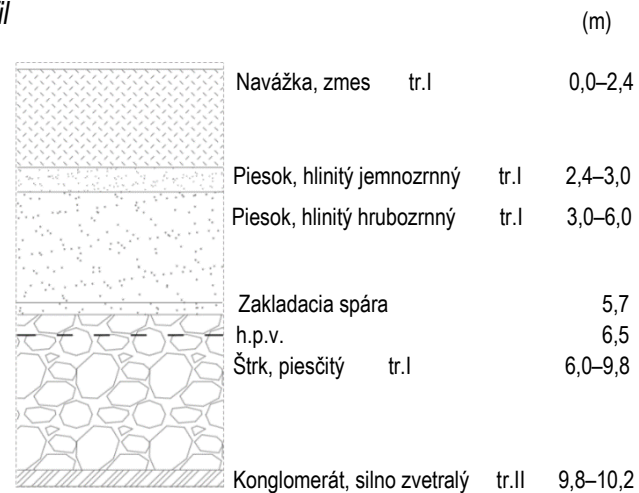 il
(m)
Navážka, zmes tr.I 0,0–2,4
Piesok, hlinitý jemnozrnný tr.I 2,4–3,0
Piesok, hlinitý hrubozrnný tr.I 3,0–6,0
Zakladacia spára 5,7
h.p.v. 6,5
Štrk, piesčitý tr.I 6,0–9,8
Konglomerát, silno zvetralý tr.II 9,8–10,2